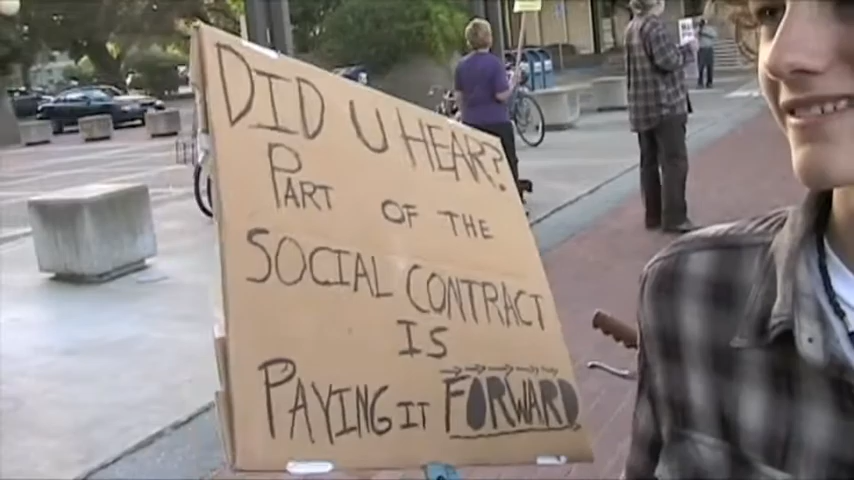 DID U HEAR?
PART OF THE
SOCIAL CONTRACT
IS
PAYING IT FORWARD